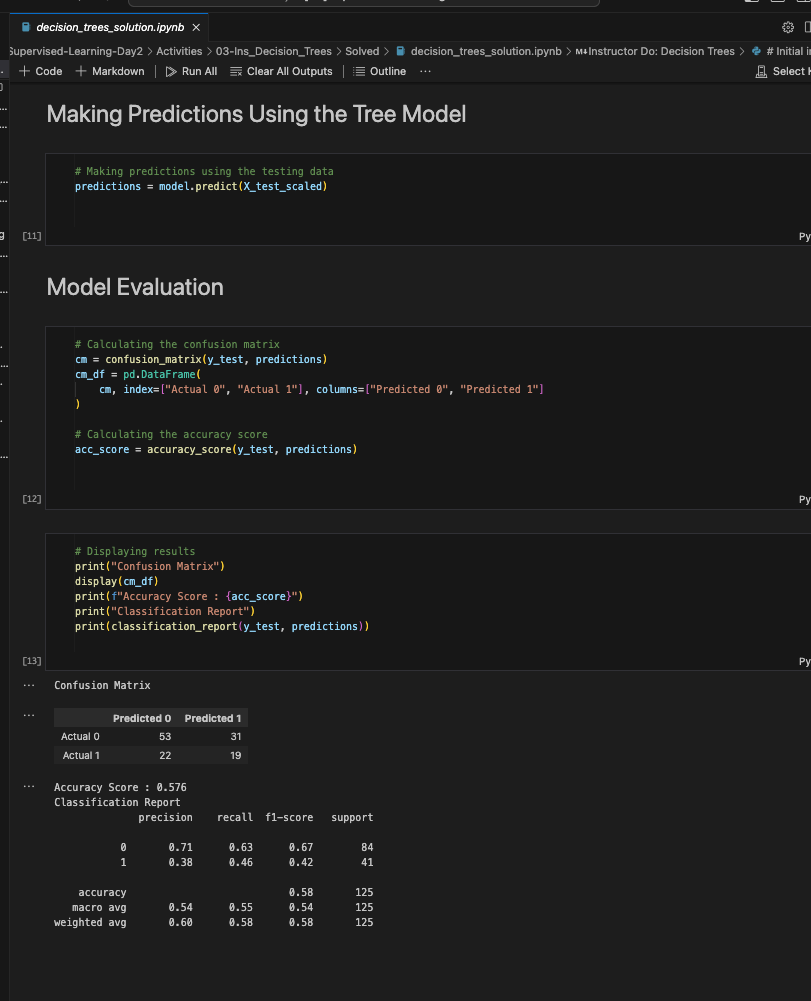 decision_trees_solution.ipynb
Supervised-Learning-Day2 > Activities > 03-Ins_Decision_Trees > Solved > decision_trees_solution.ipynb > M↓Instructor Do: Decision Trees > # Initial
+ Code + Markdown | Run All Clear All Outputs | Outline ...
Select
Making Predictions Using the Tree Model
# Making predictions using the testing data
predictions = model.predict(X_test_scaled)
[11]
Py
Model Evaluation
# Calculating the confusion matrix
cm = confusion_matrix(y_test, predictions)
cm_df = pd.DataFrame(
cm, index=["Actual 0", "Actual 1"], columns=["Predicted 0", "Predicted 1"]
)
# Calculating the accuracy score
acc_score = accuracy_score(y_test, predictions)
[12]
Py
# Displaying results
print("Confusion Matrix")
display(cm_df)
print(f"Accuracy Score : {acc_score}")
print("Classification Report")
print(classification_report(y_test, predictions))
[13]
Py
... Confusion Matrix
...
Predicted 0 Predicted 1
Actual 0 53 31
Actual 1 22 19
... Accuracy Score : 0.576
Classification Report
precision recall f1-score support
0 0.71 0.63 0.67 84
1 0.38 0.46 0.42 41
accuracy 0.58 125
macro avg 0.54 0.55 0.54 125
weighted avg 0.60 0.58 0.58 125